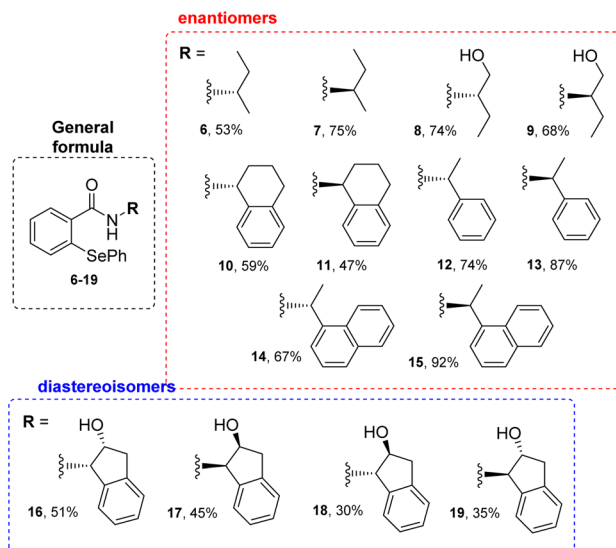 enantiomers
R =
HO
HO
6, 53%
7, 75%
8, 74%
9, 68%
General
formula
O
N
H
R
SePh
6-19
10, 59%
11, 47%
12, 74%
13, 87%
14, 67%
15, 92%
diastereoisomers
R =
HO
HO
HO
HO
16, 51%
17, 45%
18, 30%
19, 35%